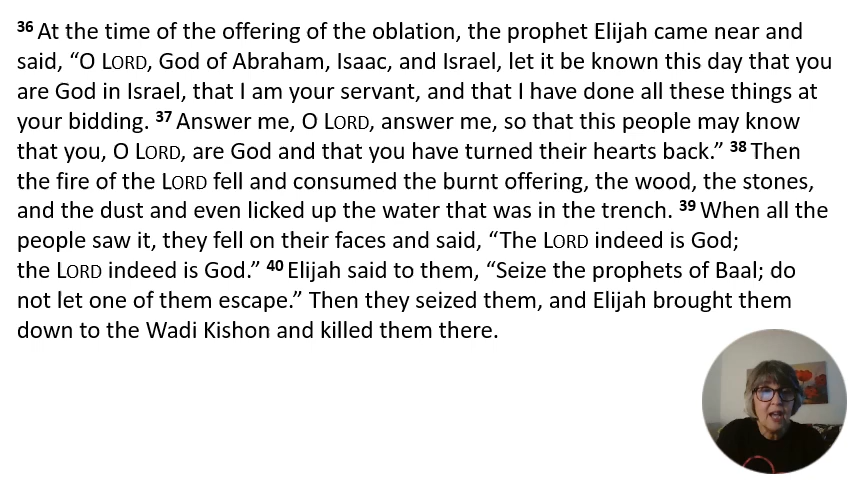 36 At the time of the offering of the oblation, the prophet Elijah came near and
said, “O LORD, God of Abraham, Isaac, and Israel, let it be known this day that you
are God in Israel, that I am your servant, and that I have done all these things at
your bidding. 37 Answer me, O LORD, answer me, so that this people may know
that you, O LORD, are God and that you have turned their hearts back.” 38 Then
the fire of the LORD fell and consumed the burnt offering, the wood, the stones,
and the dust and even licked up the water that was in the trench. 39 When all the
people saw it, they fell on their faces and said, “The LORD indeed is God;
the LORD indeed is God.” 40 Elijah said to them, “Seize the prophets of Baal; do
not let one of them escape.” Then they seized them, and Elijah brought them
down to the Wadi Kishon and killed them there.